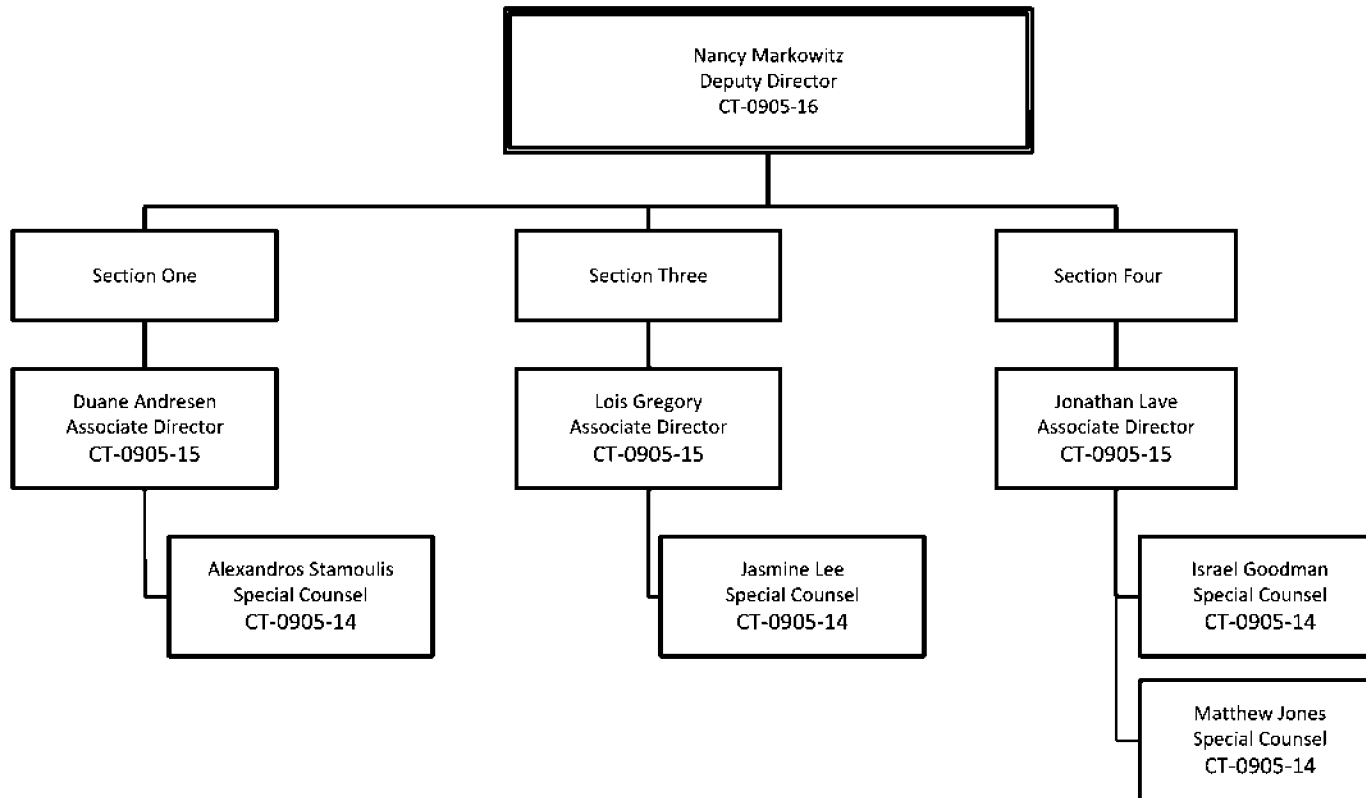 Nancy Markowitz
Deputy Director
CT-0905-16
Section One
Section Three
Section Four
Duane Andresen
Associate Director
CT-0905-15
Lois Gregory
Associate Director
CT-0905-15
Jonathan Lave
Associate Director
CT-0905-15
Alexandros Stamoulis
Special Counsel
CT-0905-14
Jasmine Lee
Special Counsel
CT-0905-14
Israel Goodman
Special Counsel
CT-0905-14
Matthew Jones
Special Counsel
CT-0905-14